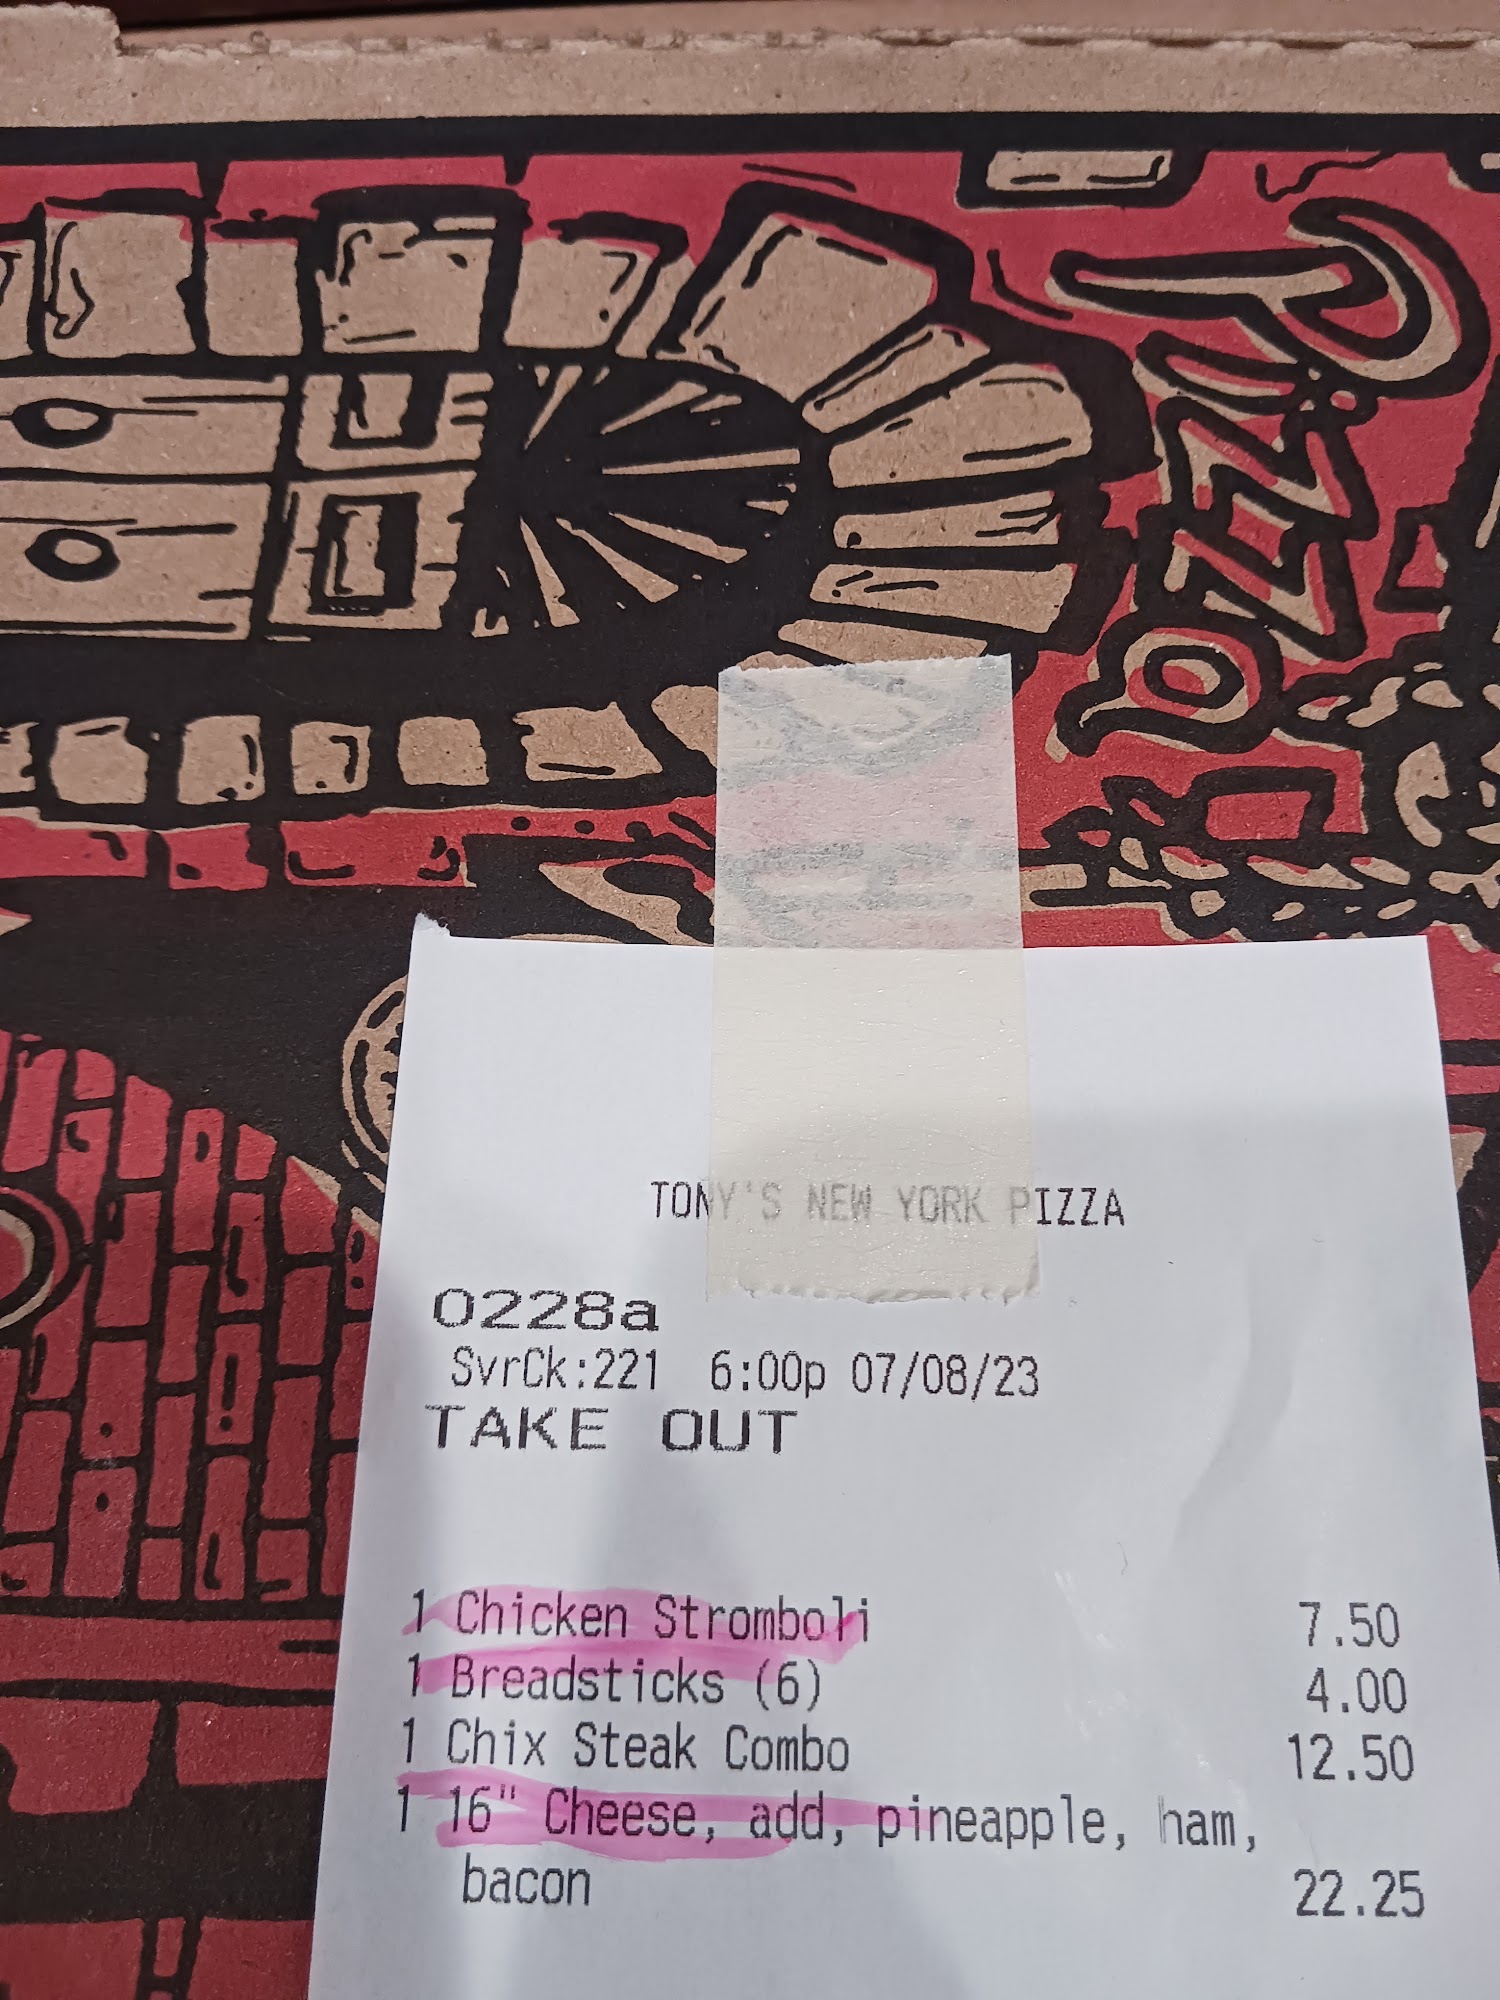 Pizza
TONY'S NEW YORK PIZZA
0228a
SvrCk:221 6:00p 07/08/23
TAKE OUT
1 Chicken Stromboli 7.50
1 Breadsticks (6) 4.00
1 Chix Steak Combo 12.50
1 16" Cheese, add, pineapple, ham,
bacon 22.25